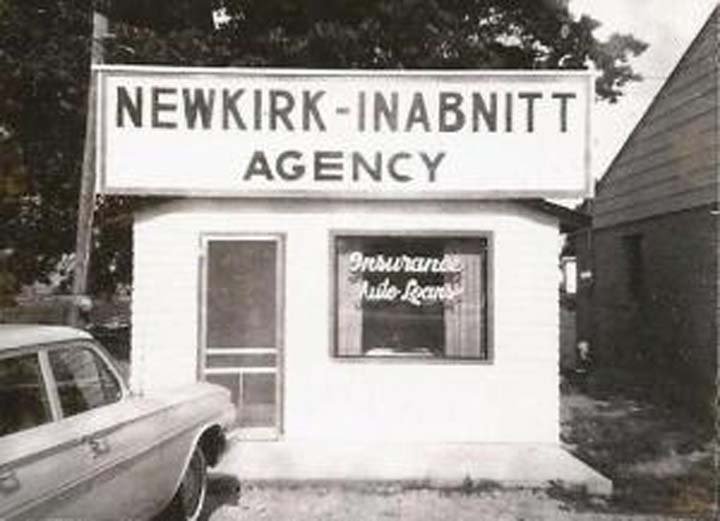 NEWKIRK-INABNITT
AGENCY
Insurance
Auto Loans